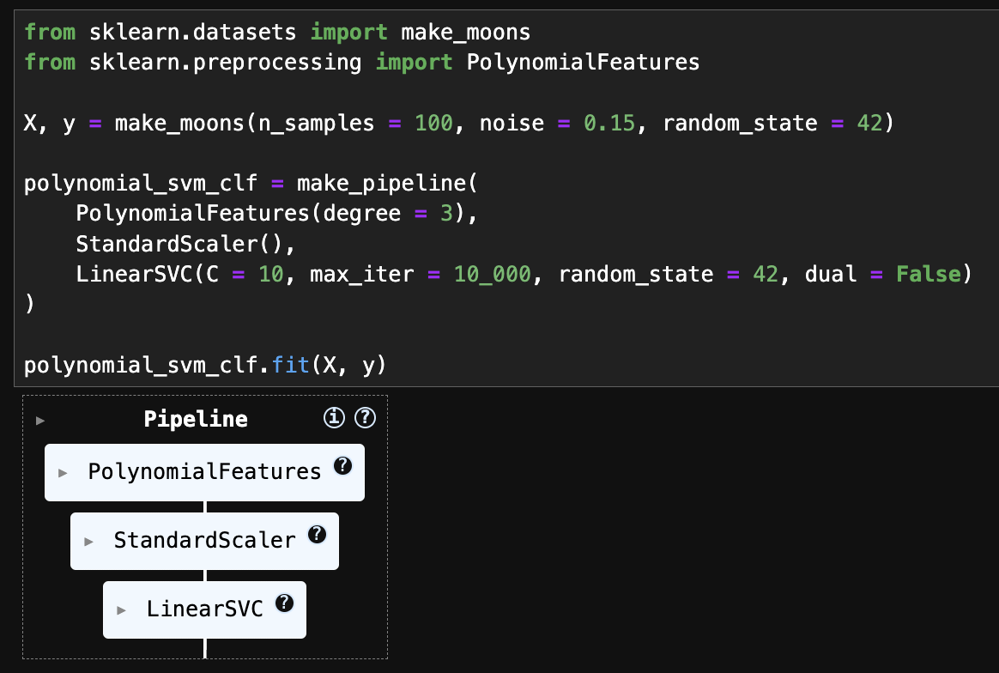 from sklearn.datasets import make_moons
from sklearn.preprocessing import PolynomialFeatures
X, y = make_moons(n_samples = 100, noise = 0.15, random_state = 42)
polynomial_svm_clf = make_pipeline(
    PolynomialFeatures(degree = 3),
    StandardScaler(),
    LinearSVC(C = 10, max_iter = 10_000, random_state = 42, dual = False)
)
polynomial_svm_clf.fit(X, y)
▶ Pipeline i ?
▶ PolynomialFeatures ?
▶ StandardScaler ?
▶ LinearSVC ?